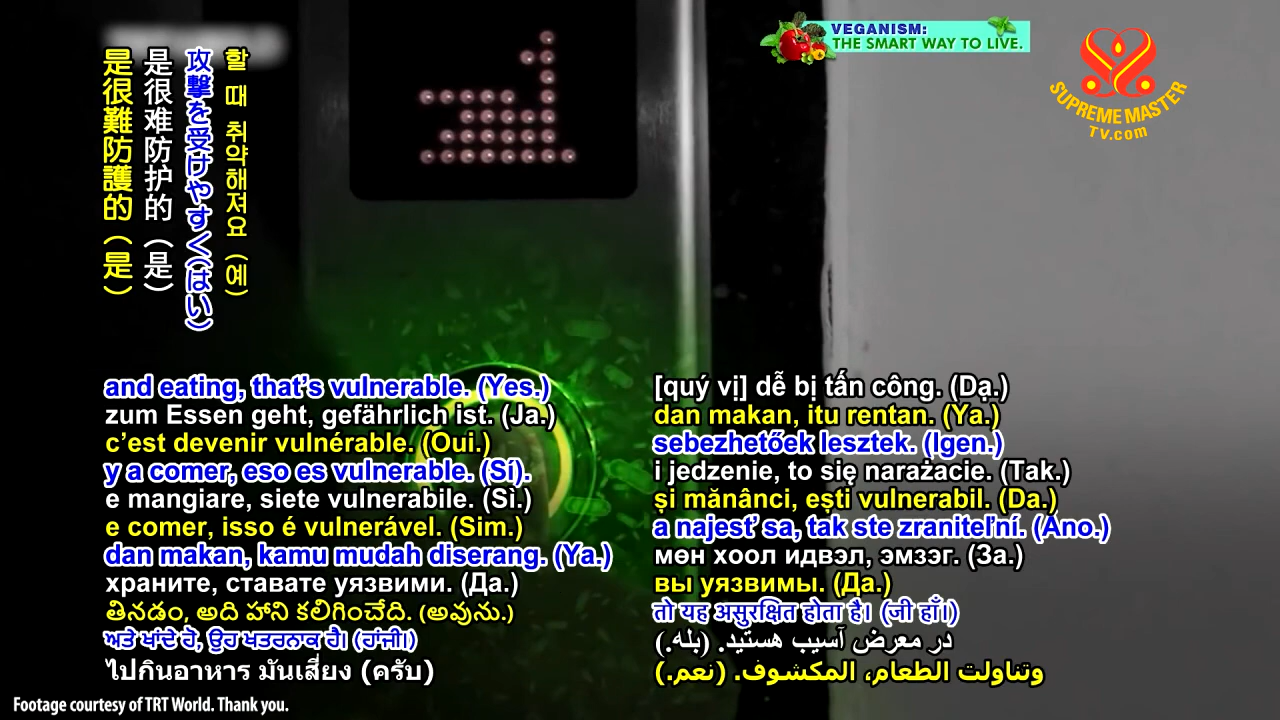 VEGANISM:
THE SMART WAY TO LIVE.
SUPREME MASTER
TV.com
할 때 취약해져요 (예)
攻撃を受けやすく(はい)
是很难防护的(是)
是很難防護的(是)
and eating, that's vulnerable. (Yes.)
zum Essen geht, gefährlich ist. (Ja.)
c'est devenir vulnérable. (Oui.)
y a comer, eso es vulnerable. (Sí).
e mangiare, siete vulnerabile. (Sì.)
e comer, isso é vulnerável. (Sim.)
dan makan, kamu mudah diserang. (Ya.)
храните, ставате уязвими. (Да.)
తినడం, అది హాని కలిగించేది. (అవును.)
ਅਤੇ ਖਾਂਦੇ ਹੋ, ਉਹ ਖਤਰਨਾਕ ਹੈ। (ਹਾਂਜੀ।)
ไปกินอาหาร มันเสี่ยง (ครับ)
[quý vị] dễ bị tấn công. (Dạ.)
dan makan, itu rentan. (Ya.)
sebezhetőek lesztek. (Igen.)
i jedzenie, to się narażacie. (Tak.)
și mănânci, ești vulnerabil. (Da.)
a najesť sa, tak ste zraniteľní. (Áno.)
мөн хоол идвэл, эмзэг. (За.)
вы уязвимы. (Да.)
तो यह असुरक्षित होता है। (जी हाँ।)
در معرض آسیب هستید. (بله.)
وتناولت الطعام، المكشوف. (نعم.)
Footage courtesy of TRT World. Thank you.